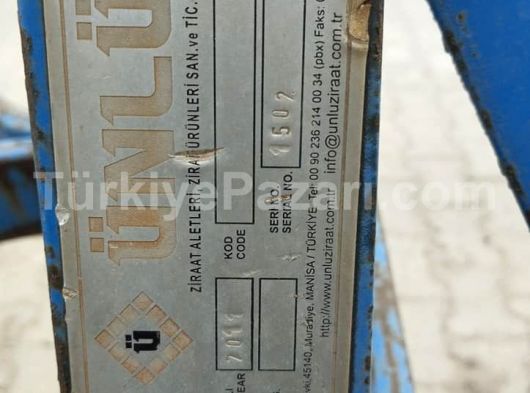 ÜNLÜ
Ü
ZİRAAT ALETLERİ, ZİRAİ ÜRÜNLERİ SAN.ve TİC.
KOD
CODE
SERİ NO.
SERIAL NO.
1502
EAR
45140, Muradiye, MANİSA / TÜRKİYE Tel: 00 90 236 214 00 34 (pbx) Faks:
http://www.unluziraat.com.tr info@unluziraat.com.tr
TürkiyePazarı.com